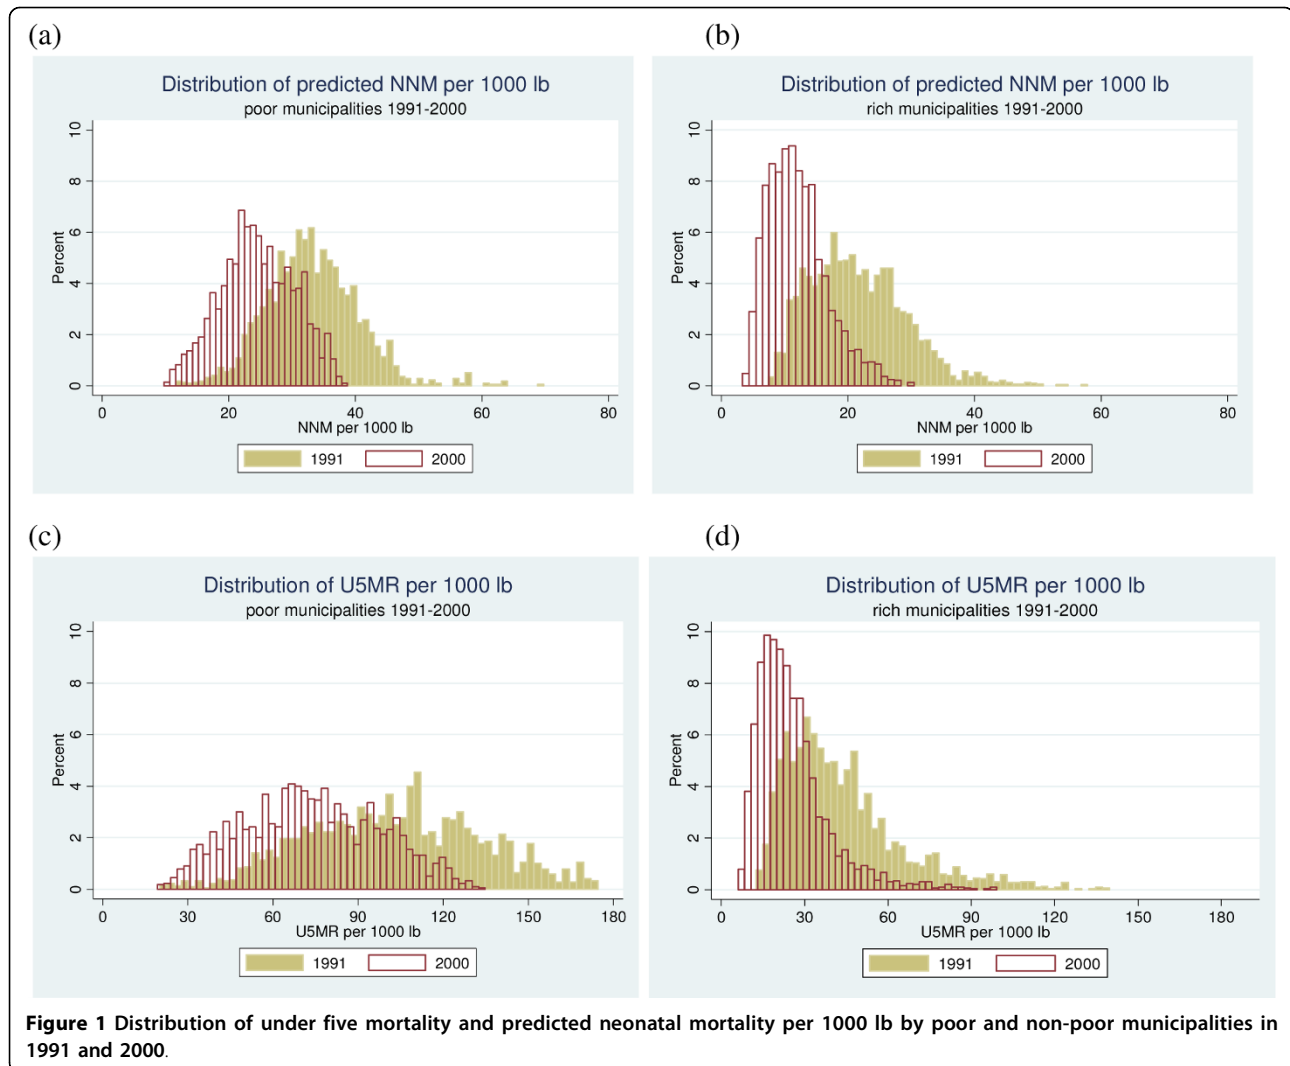 (a)
Distribution of predicted NNM per 1000 lb
poor municipalities 1991-2000
Percent
0
2
4
6
8
10
0 20 40 60 80
NNM per 1000 lb
1991 2000
(b)
Distribution of predicted NNM per 1000 lb
rich municipalities 1991-2000
Percent
0
2
4
6
8
10
0 20 40 60 80
NNM per 1000 lb
1991 2000
(c)
Distribution of U5MR per 1000 lb
poor municipalities 1991-2000
Percent
0
2
4
6
8
10
0 30 60 90 120 150 180
U5MR per 1000 lb
1991 2000
(d)
Distribution of U5MR per 1000 lb
rich municipalities 1991-2000
Percent
0
2
4
6
8
10
0 30 60 90 120 150 180
U5MR per 1000 lb
1991 2000
Figure 1 Distribution of under five mortality and predicted neonatal mortality per 1000 lb by poor and non-poor municipalities in
1991 and 2000.